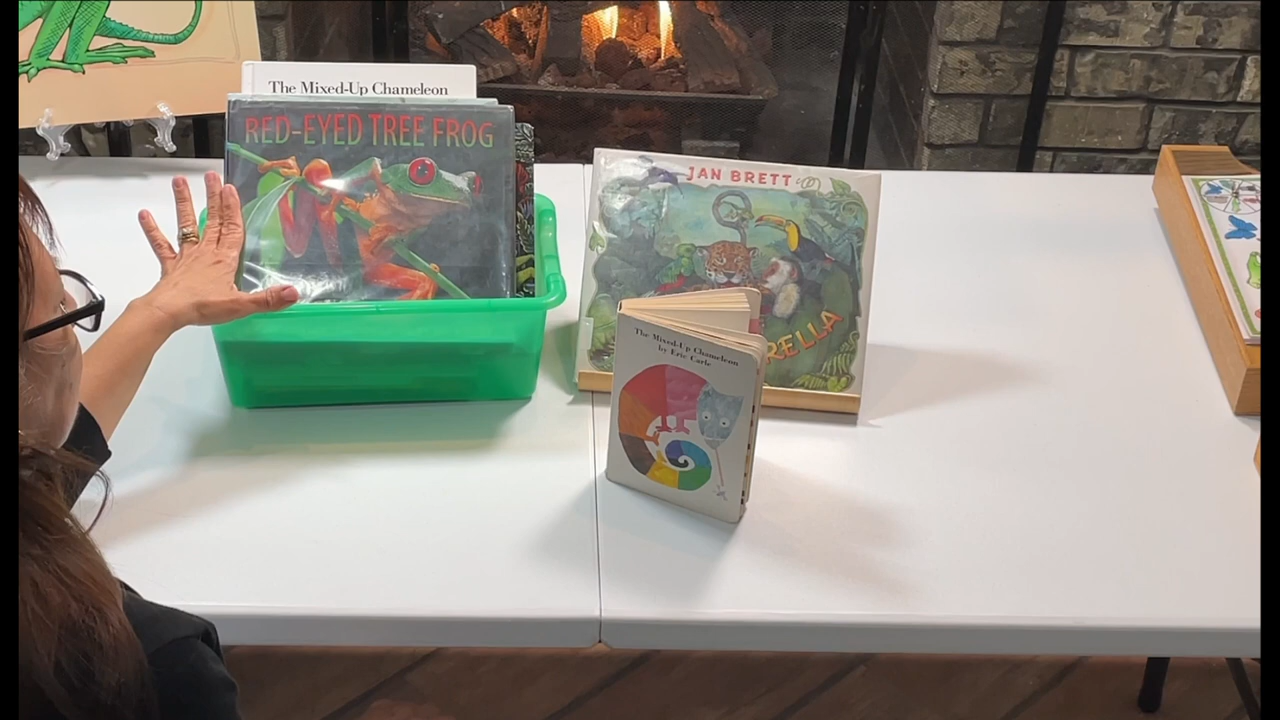 The Mixed-Up Chameleon
RED-EYED TREE FROG
JAN BRETT
RELLA
The Mixed-Up Chameleon
by Eric Carle